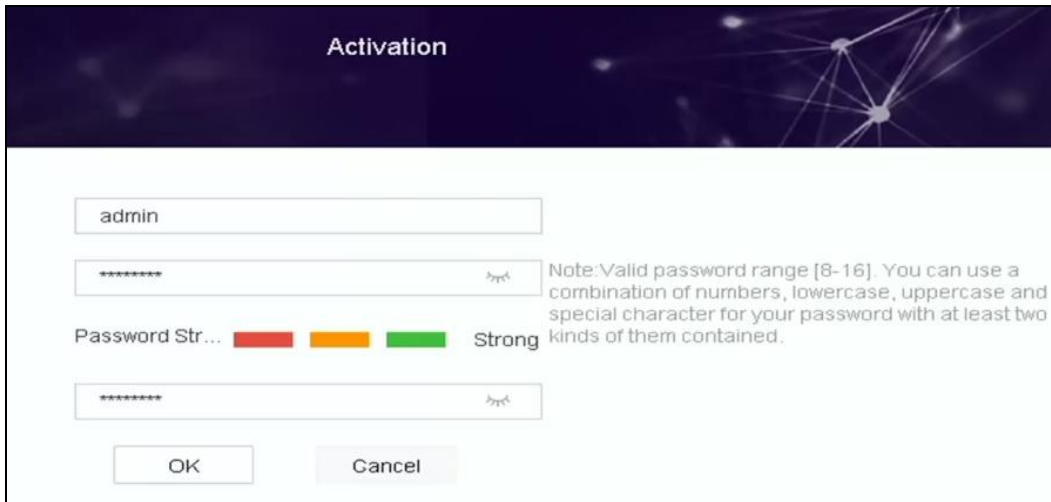 Activation
admin
********
Note:Valid password range [8-16]. You can use a
combination of numbers, lowercase, uppercase and
special character for your password with at least two
kinds of them contained.
Password Str...
Strong
********
OK
Cancel